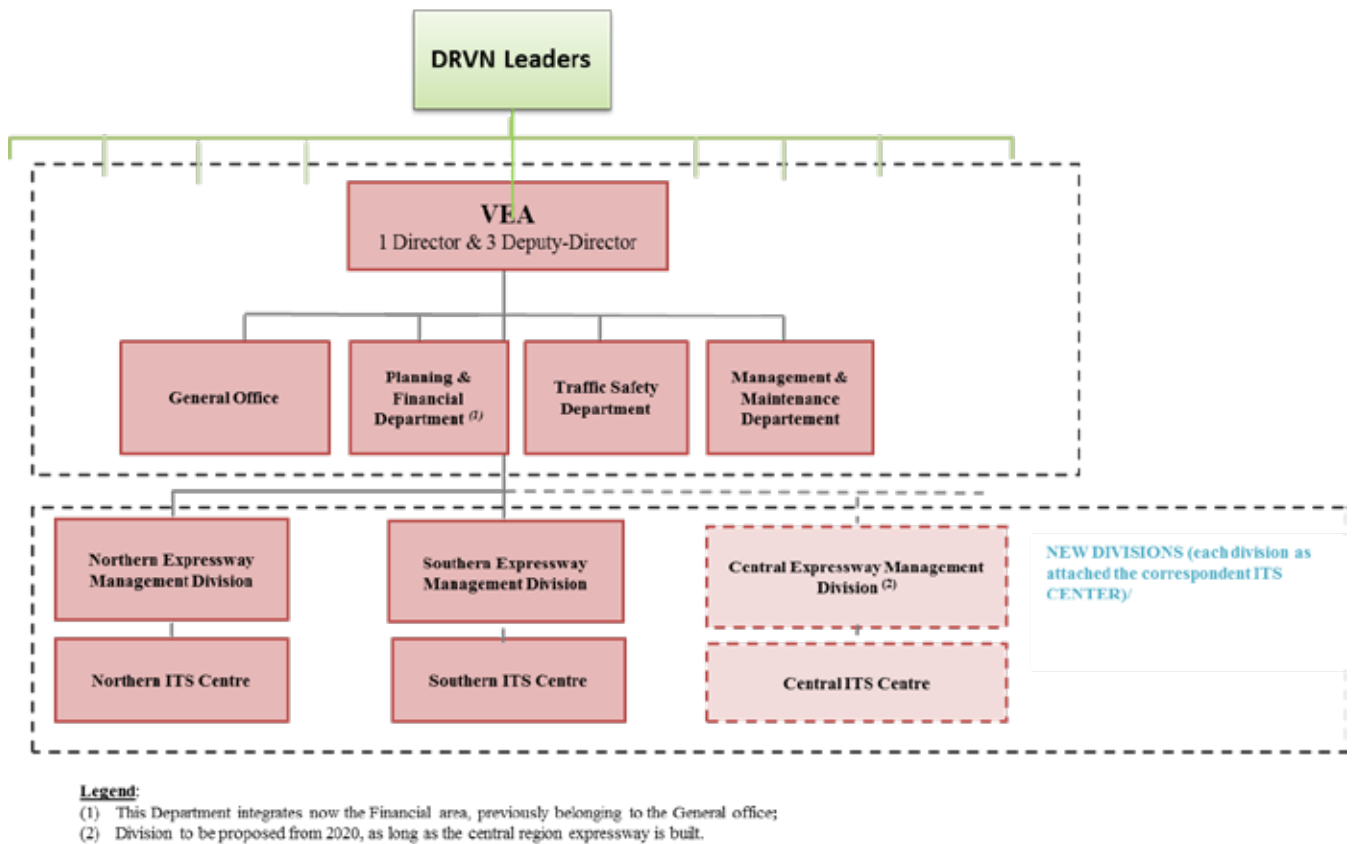 DRVN Leaders
VEA
1 Director & 3 Deputy-Director
General Office
Planning &
Financial
Department (1)
Traffic Safety
Department
Management &
Maintenance
Departement
Northern Expressway
Management Division
Southern Expressway
Management Division
Central Expressway Management
Division (2)
NEW DIVISIONS (each division as
attached the correspondent ITS
CENTER)/
Northern ITS Centre
Southern ITS Centre
Central ITS Centre
Legend:
(1) This Department integrates now the Financial area, previously belonging to the General office;
(2) Division to be proposed from 2020, as long as the central region expressway is built.